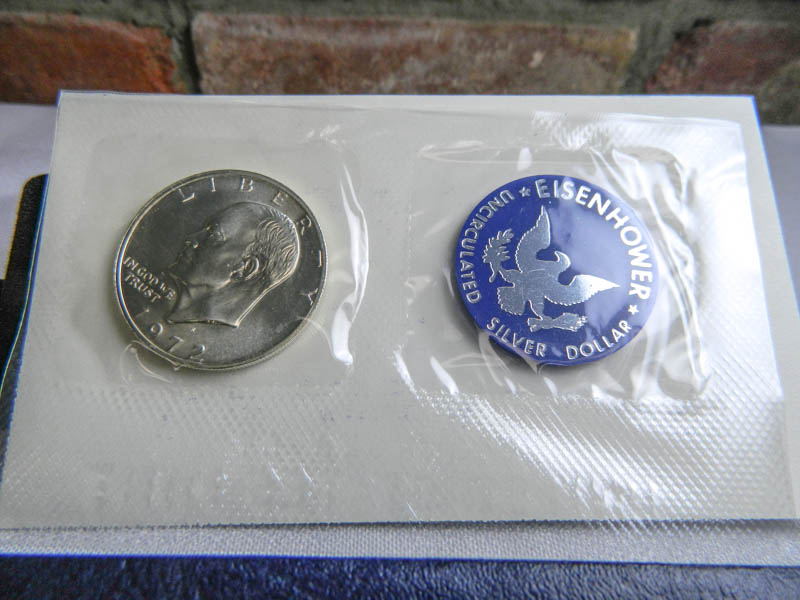 LIBERTY
IN GOD WE
TRUST
1972
★ EISENHOWER ★
UNCIRCULATED SILVER DOLLAR